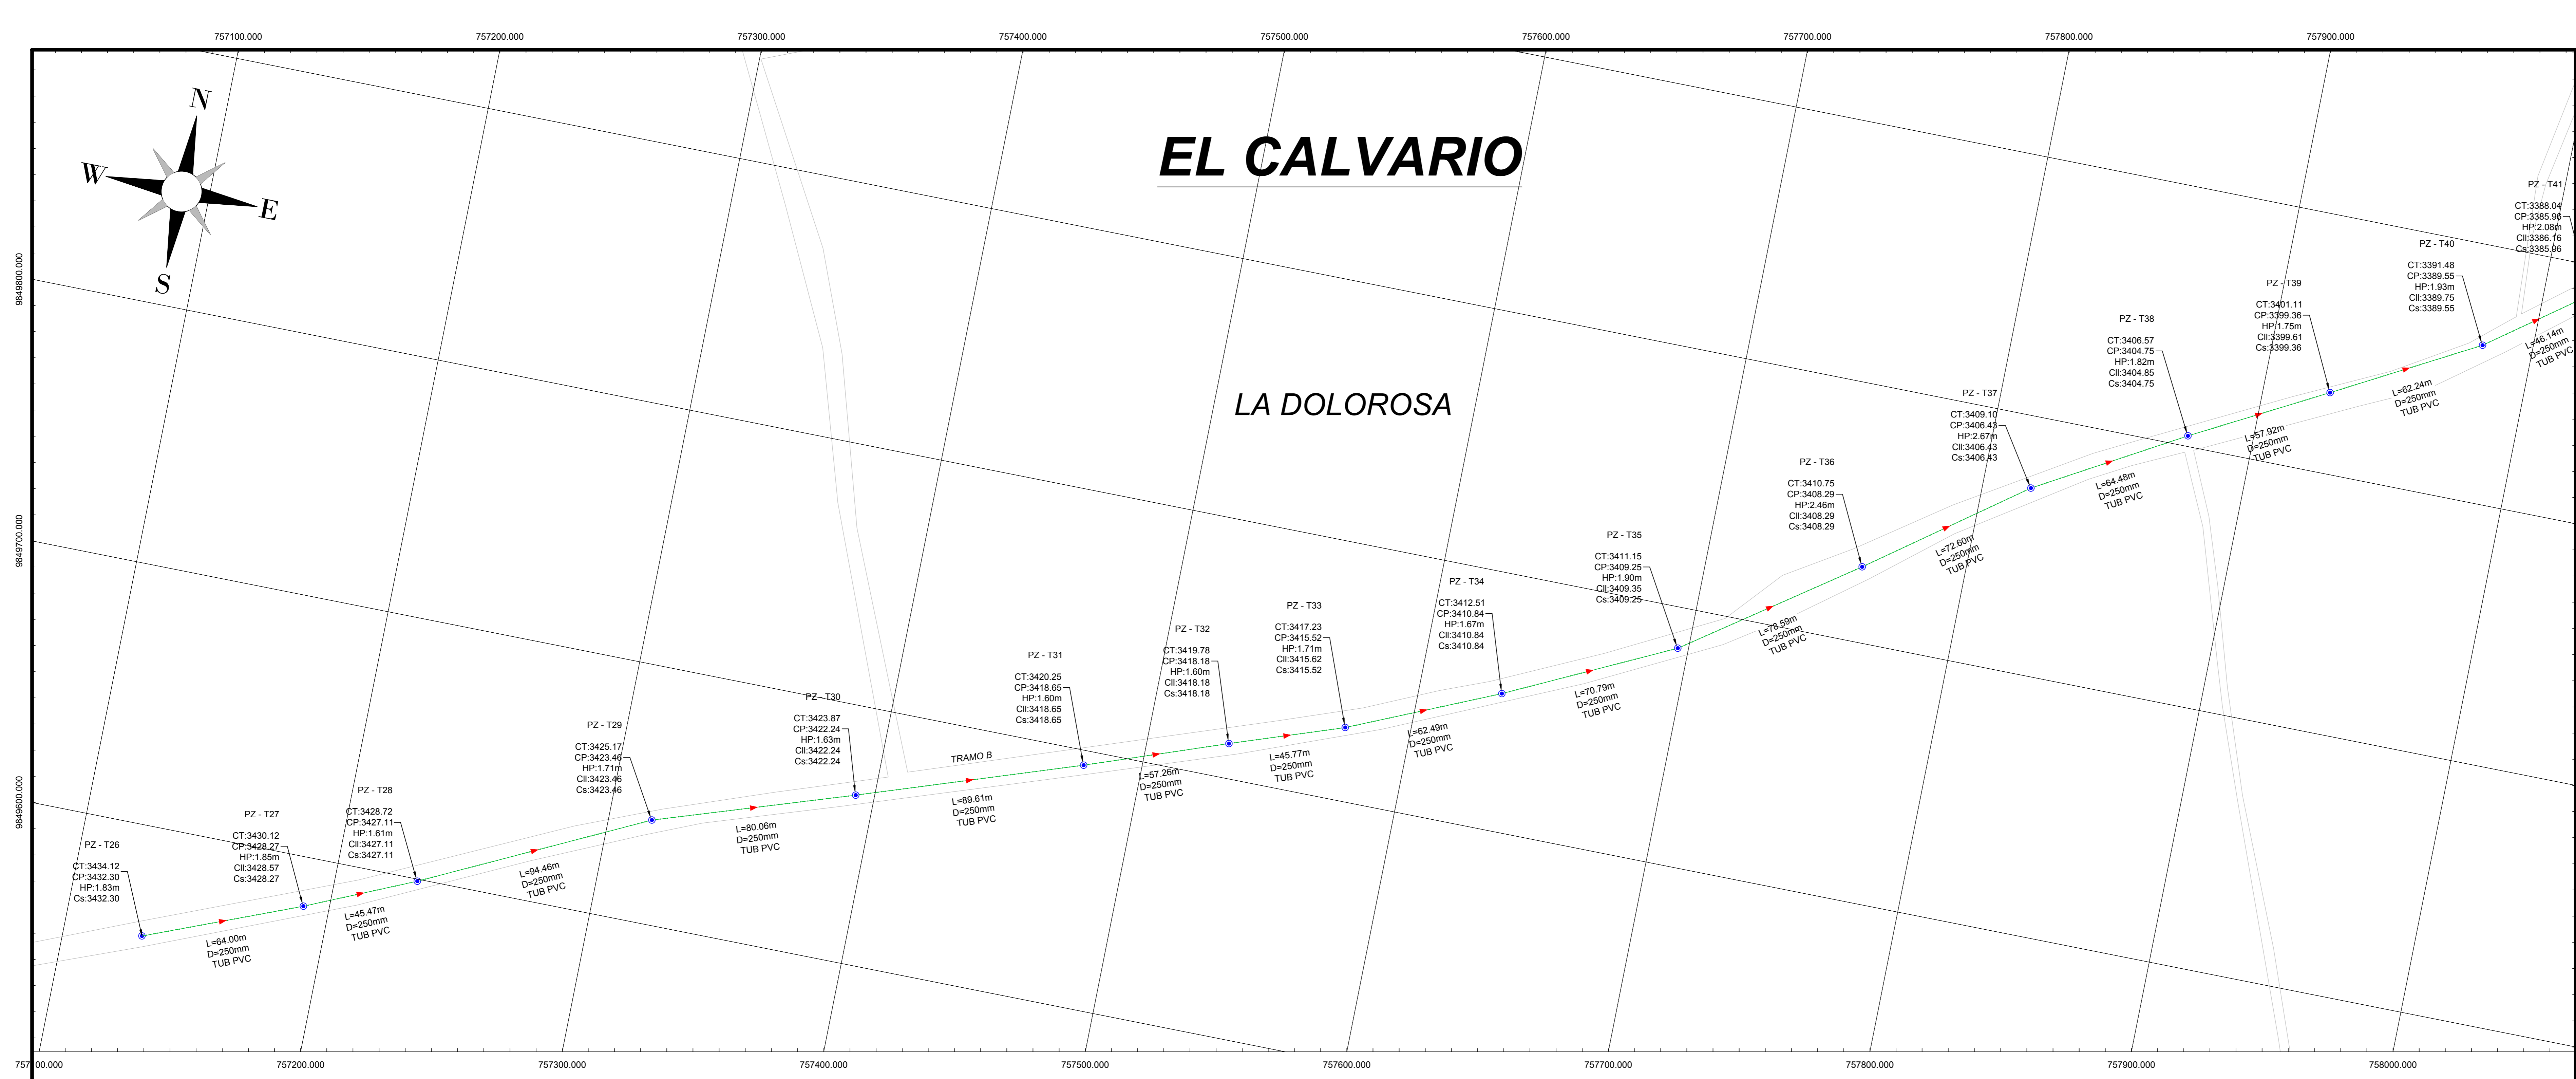 757100.000
757200.000
757300.000
757400.000
757500.000
757600.000
757700.000
757800.000
757900.000
N
W
E
S
EL CALVARIO
LA DOLOROSA
9849800.000
9849700.000
9849600.000
PZ - T26
CT:3434.12
CP:3432.30
HP:1.83m
Cs:3432.30
L=64.00m
D=250mm
TUB PVC
PZ - T27
CT:3430.12
CP:3428.27
HP:1.85m
Cll:3428.57
Cs:3428.27
L=45.47m
D=250mm
TUB PVC
PZ - T28
CT:3428.72
CP:3427.11
HP:1.61m
Cll:3427.11
Cs:3427.11
L=94.46m
D=250mm
TUB PVC
PZ - T29
CT:3425.17
CP:3423.46
HP:1.71m
Cll:3423.46
Cs:3423.46
L=80.06m
D=250mm
TUB PVC
PZ - T30
CT:3423.87
CP:3422.24
HP:1.63m
Cll:3422.24
Cs:3422.24
TRAMO B
L=89.61m
D=250mm
TUB PVC
PZ - T31
CT:3420.25
CP:3418.65
HP:1.60m
Cll:3418.65
Cs:3418.65
L=57.26m
D=250mm
TUB PVC
PZ - T32
CT:3419.78
CP:3418.18
HP:1.60m
Cll:3418.18
Cs:3418.18
L=45.77m
D=250mm
TUB PVC
PZ - T33
CT:3417.23
CP:3415.52
HP:1.71m
Cll:3415.62
Cs:3415.52
L=62.49m
D=250mm
TUB PVC
PZ - T34
CT:3412.51
CP:3410.84
HP:1.67m
Cll:3410.84
Cs:3410.84
L=70.79m
D=250mm
TUB PVC
PZ - T35
CT:3411.15
CP:3409.25
HP:1.90m
Cll:3409.35
Cs:3409.25
L=78.59m
D=250mm
TUB PVC
PZ - T36
CT:3410.75
CP:3408.29
HP:2.46m
Cll:3408.29
Cs:3408.29
L=72.60m
D=250mm
TUB PVC
PZ - T37
CT:3409.10
CP:3406.43
HP:2.67m
Cll:3406.43
Cs:3406.43
L=64.48m
D=250mm
TUB PVC
PZ - T38
CT:3406.57
CP:3404.75
HP:1.82m
Cll:3404.85
Cs:3404.75
L=57.92m
D=250mm
TUB PVC
PZ - T39
CT:3401.11
CP:3399.36
HP:1.75m
Cll:3399.61
Cs:3399.36
L=62.24m
D=250mm
TUB PVC
PZ - T40
CT:3391.48
CP:3389.55
HP:1.93m
Cll:3389.75
Cs:3389.55
L=46.14m
D=250mm
TUB PVC
PZ - T41
CT:3388.04
CP:3385.96
HP:2.08m
Cll:3386.16
Cs:3385.96
757100.000
757200.000
757300.000
757400.000
757500.000
757600.000
757700.000
757800.000
757900.000
758000.000